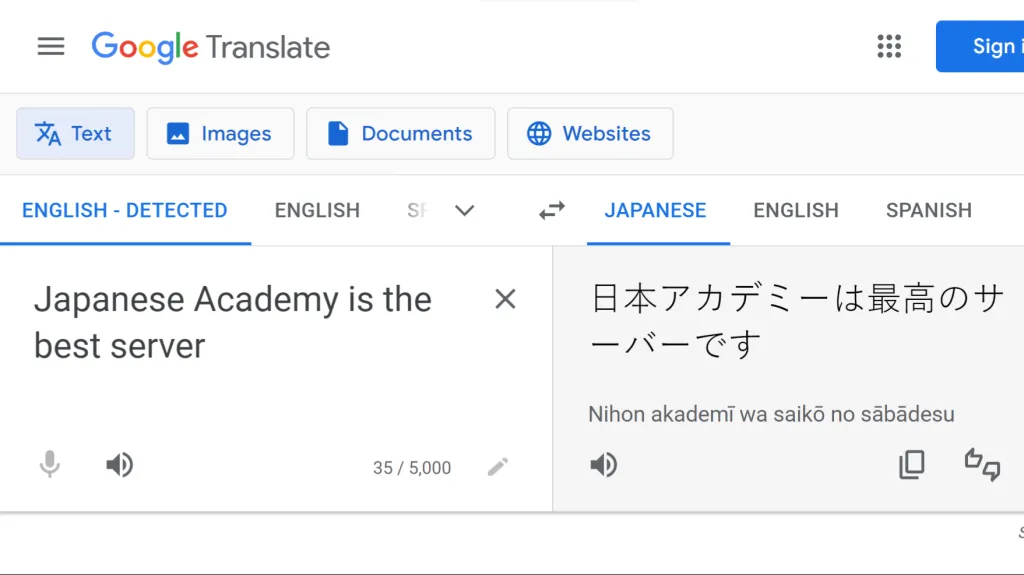 Google Translate
Sign i
Text
Images
Documents
Websites
ENGLISH - DETECTED
ENGLISH
SP
JAPANESE
ENGLISH
SPANISH
Japanese Academy is the
best server
日本アカデミーは最高のサ
ーバーです
Nihon akademī wa saikō no sābādesu
35 / 5,000